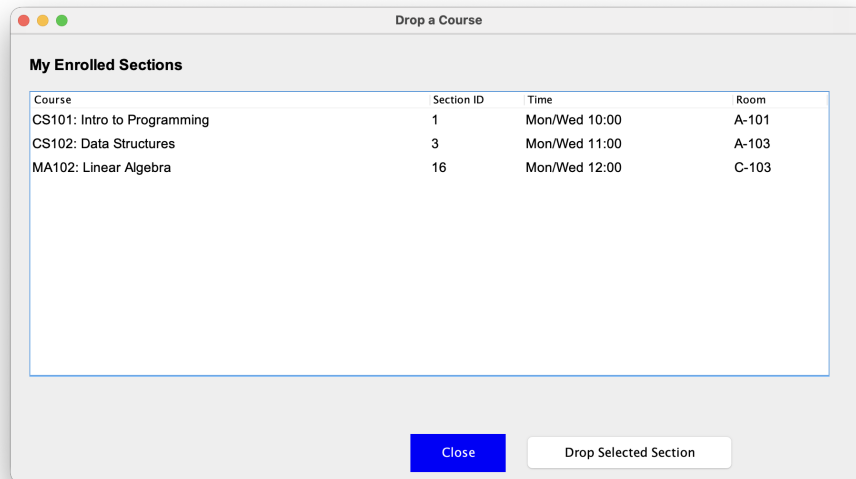 Drop a Course
My Enrolled Sections
Course Section ID Time Room
CS101: Intro to Programming 1 Mon/Wed 10:00 A-101
CS102: Data Structures 3 Mon/Wed 11:00 A-103
MA102: Linear Algebra 16 Mon/Wed 12:00 C-103
Close Drop Selected Section